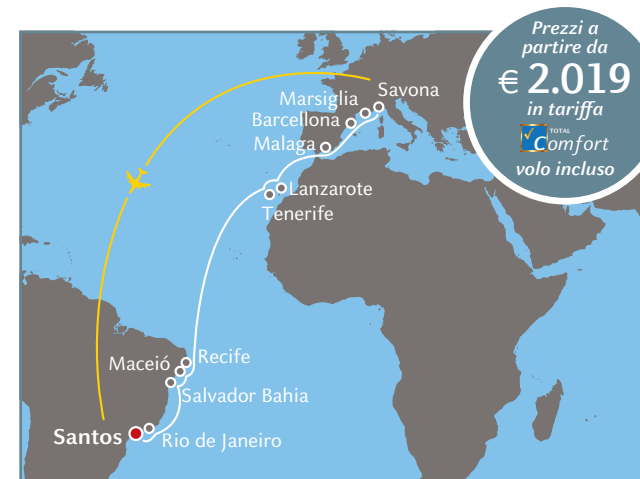 Prezzi a
partire da
€ 2.019
in tariffa
TOTAL
Comfort
volo incluso
Savona
Marsiglia
Barcellona
Malaga
Lanzarote
Tenerife
Recife
Maceió
Salvador Bahia
Santos
Rio de Janeiro